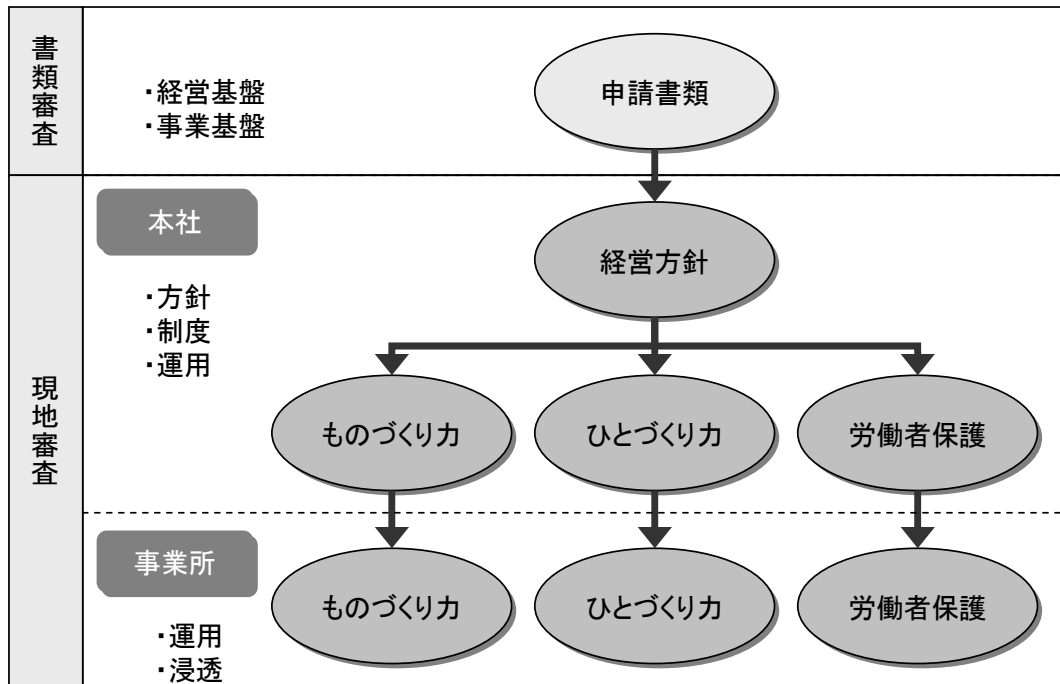 書類審査
・経営基盤
・事業基盤
申請書類
現地審査
本社
・方針
・制度
・運用
経営方針
ものづくり力
ひとづくり力
労働者保護
事業所
・運用
・浸透
ものづくり力
ひとづくり力
労働者保護